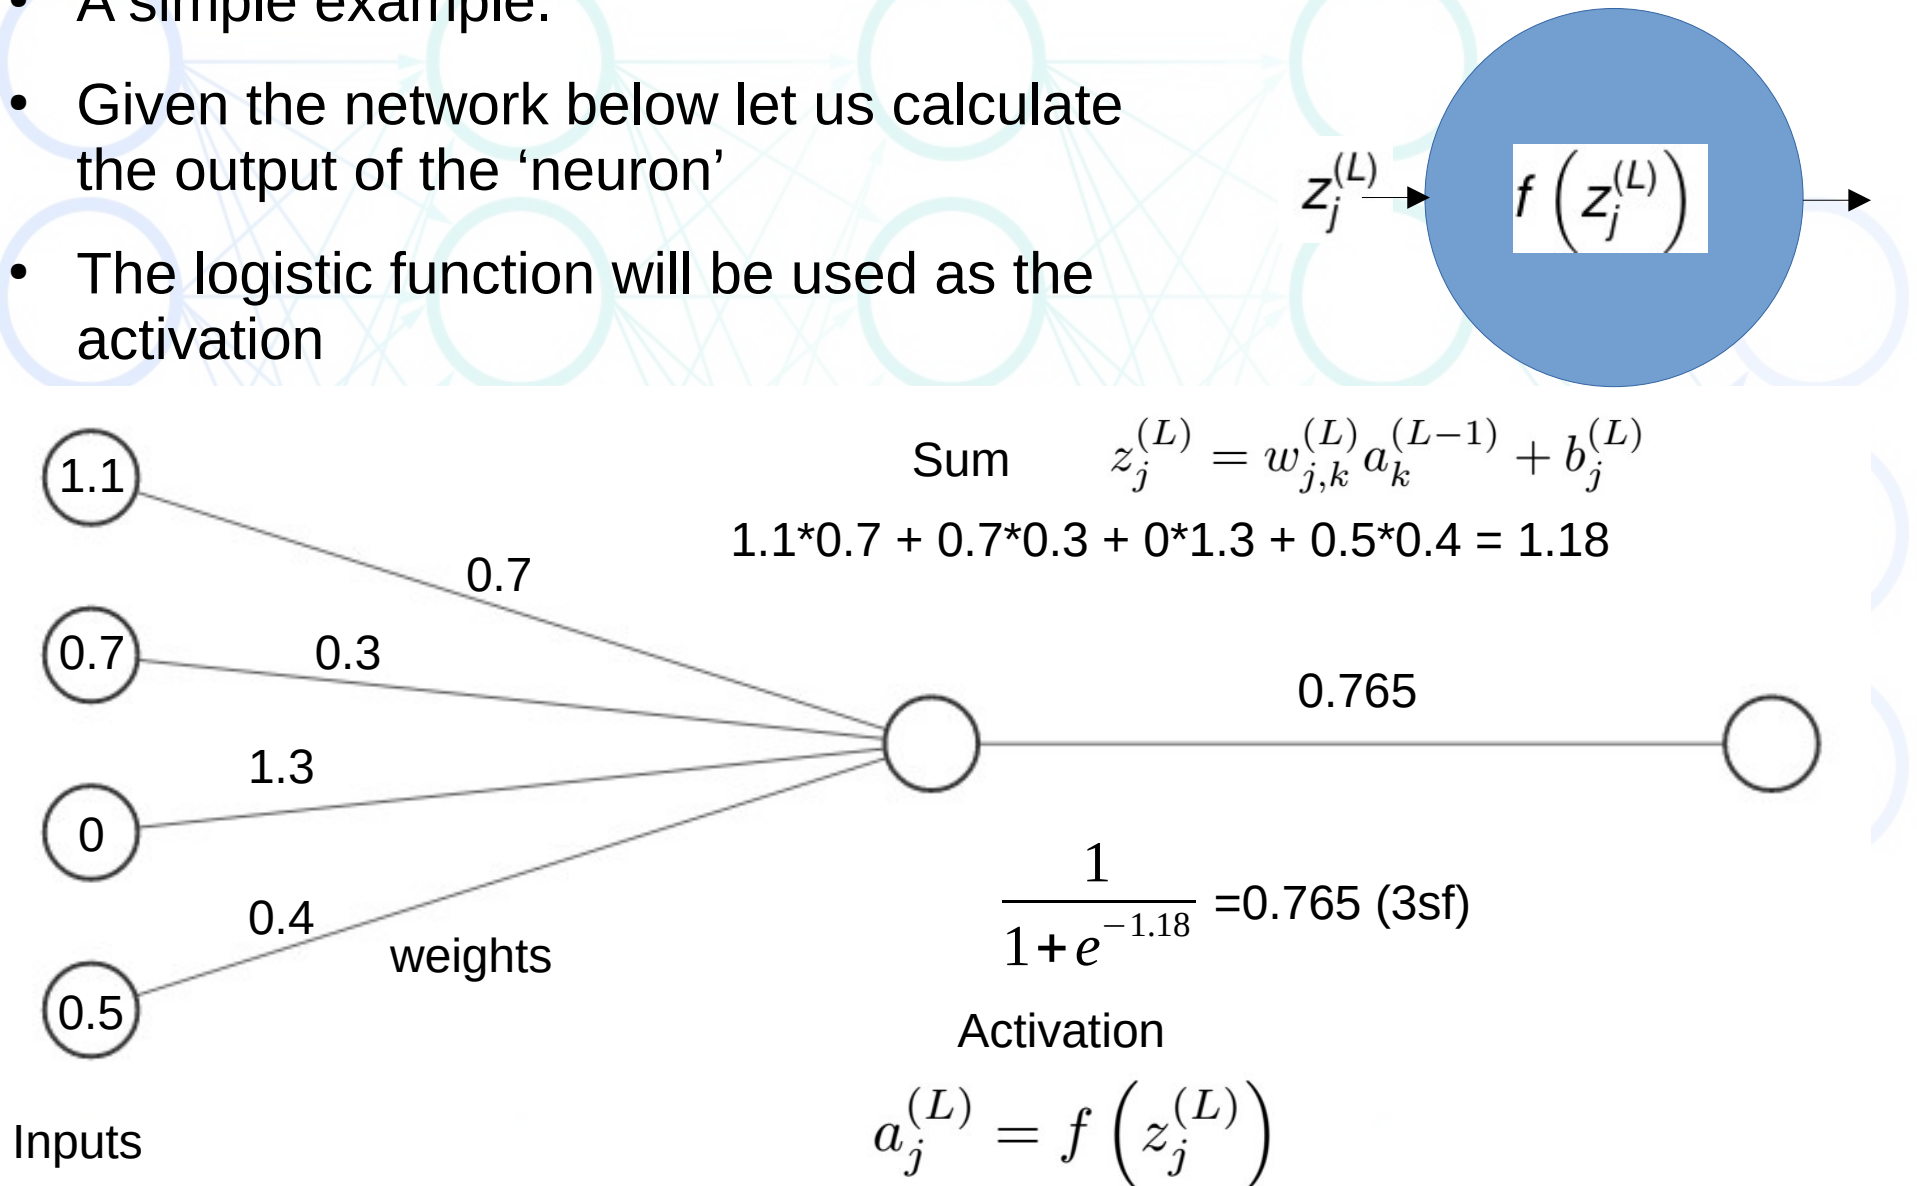 • A simple example.
• Given the network below let us calculate
the output of the ‘neuron’
• The logistic function will be used as the
activation
z_j^{(L)}
f(z_j^{(L)})
Sum z_j^{(L)} = w_{j,k}^{(L)} a_k^{(L-1)} + b_j^{(L)}
1.1*0.7 + 0.7*0.3 + 0*1.3 + 0.5*0.4 = 1.18
1.1
0.7
0.7
0.3
0.765
1.3
0
0.4
weights
0.5
\frac{1}{1+e^{-1.18}} =0.765 (3sf)
Activation
a_j^{(L)} = f(z_j^{(L)})
Inputs